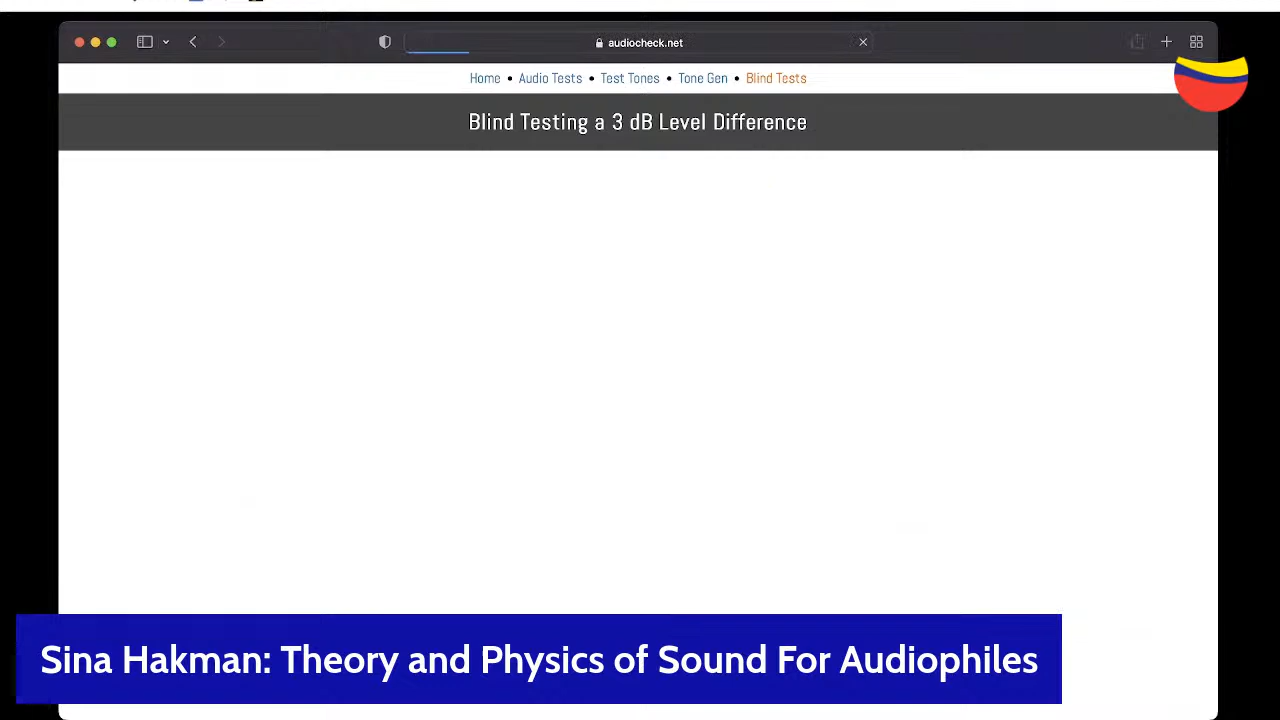 audiocheck.net
Home • Audio Tests • Test Tones • Tone Gen • Blind Tests
Blind Testing a 3 dB Level Difference
Sina Hakman: Theory and Physics of Sound For Audiophiles